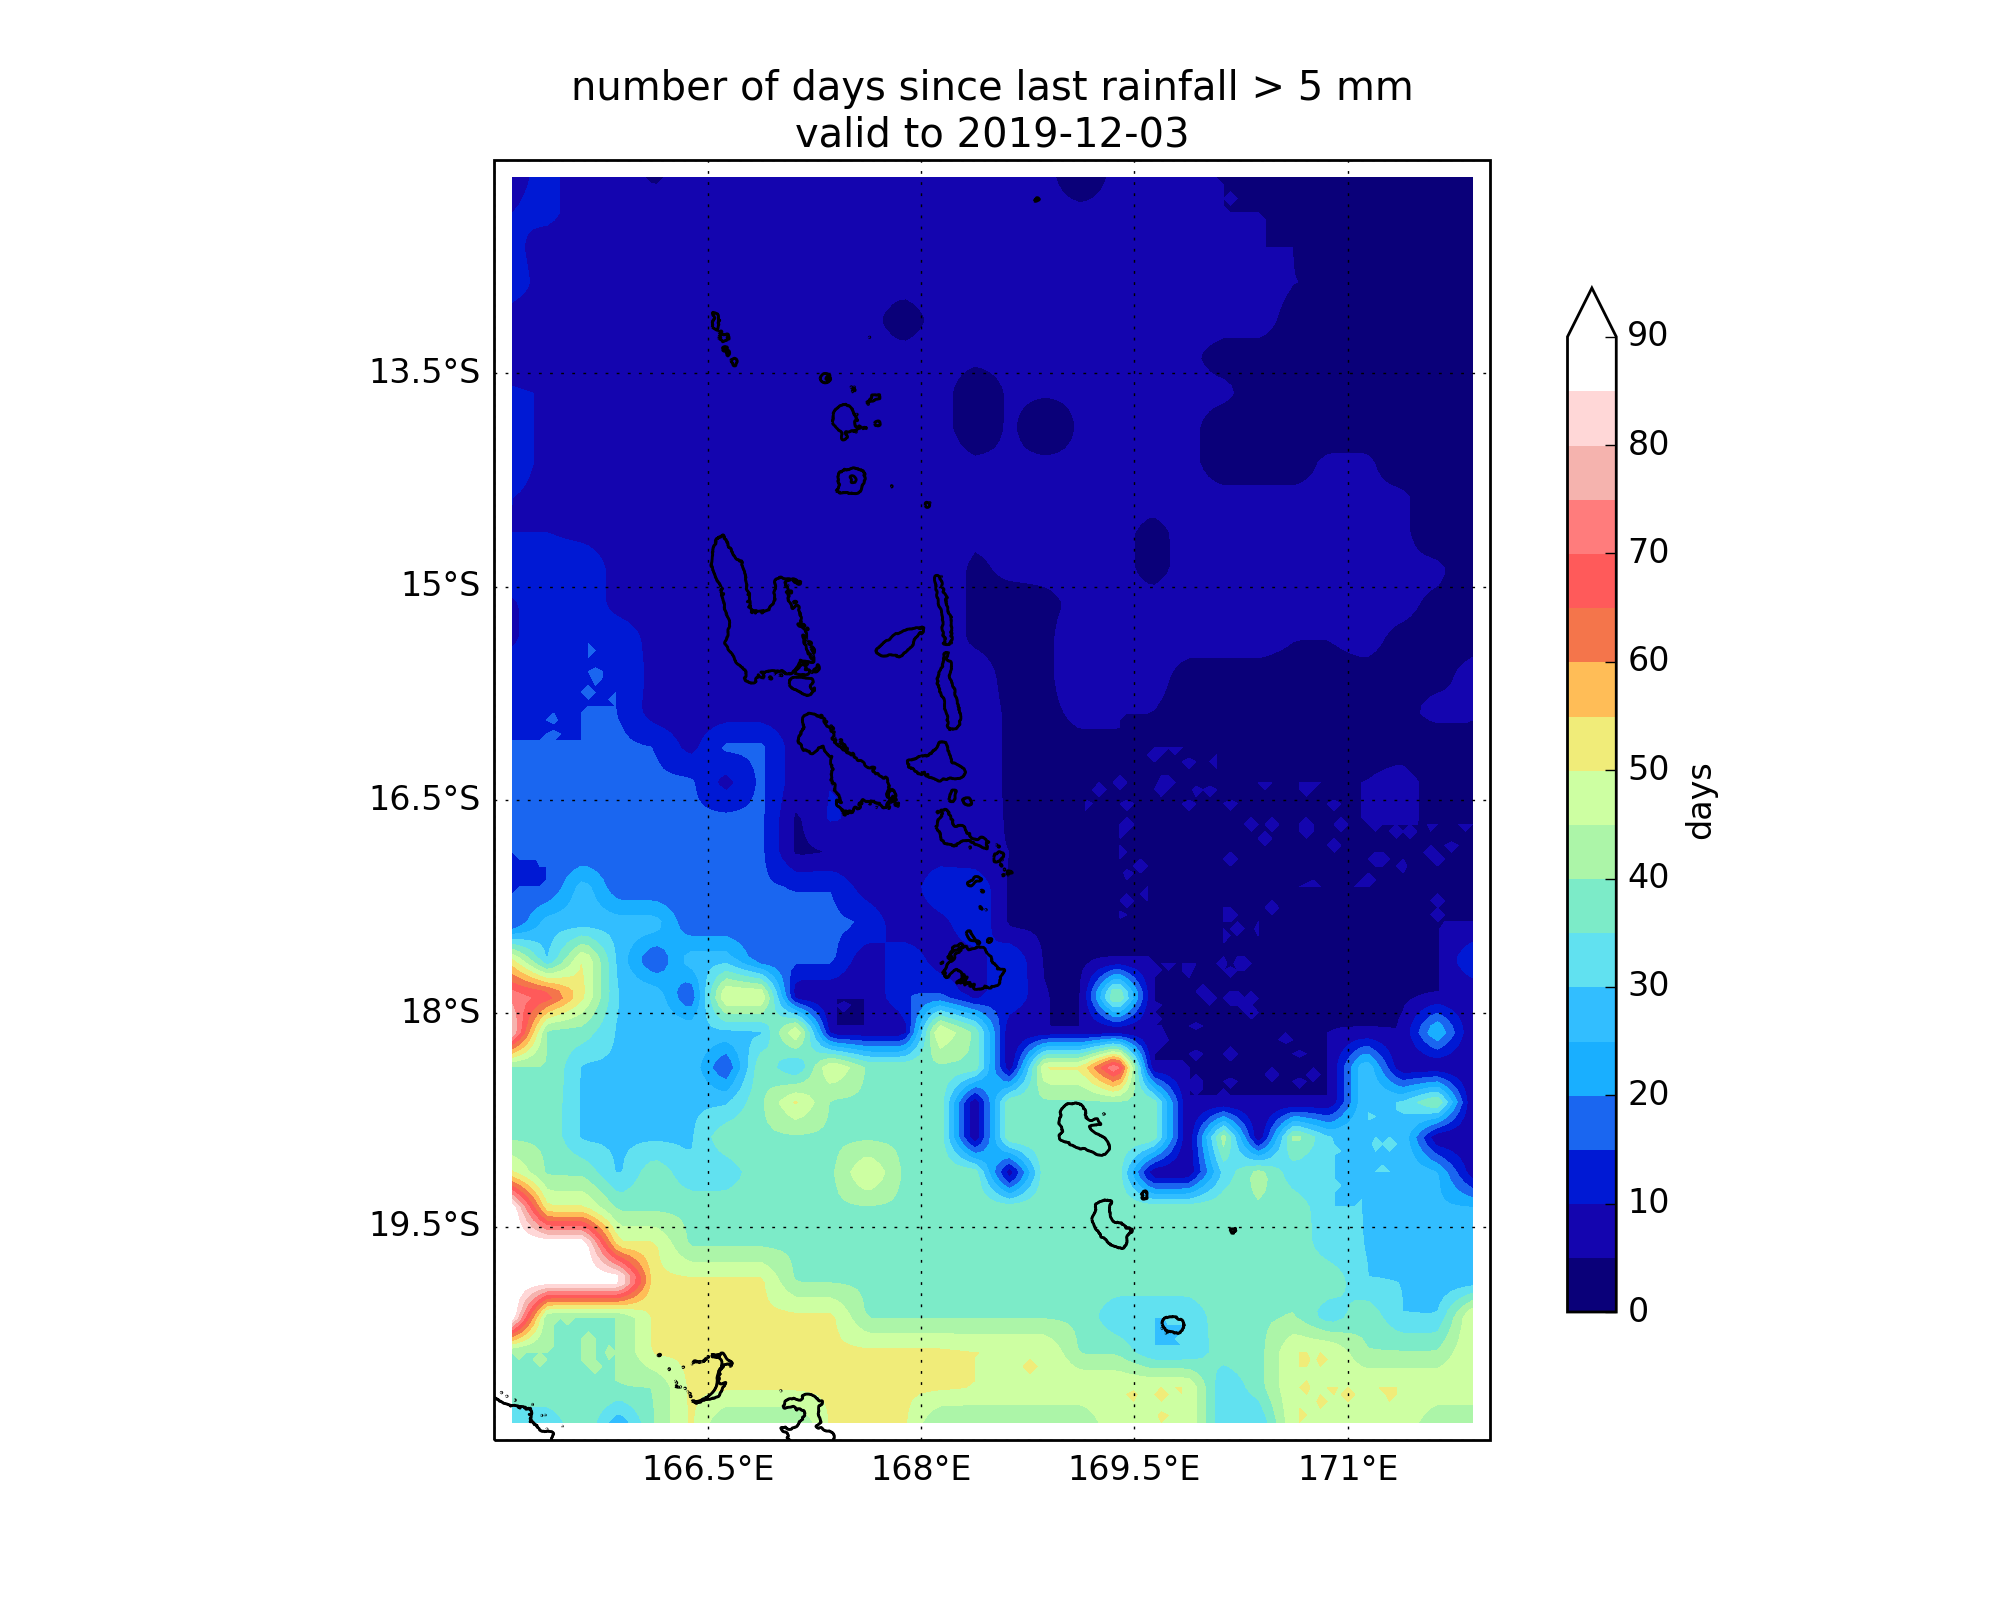 number of days since last rainfall > 5 mm
valid to 2019-12-03
13.5°S
15°S
16.5°S
18°S
19.5°S
166.5°E
168°E
169.5°E
171°E
90
80
70
60
50
40
30
20
10
0
days